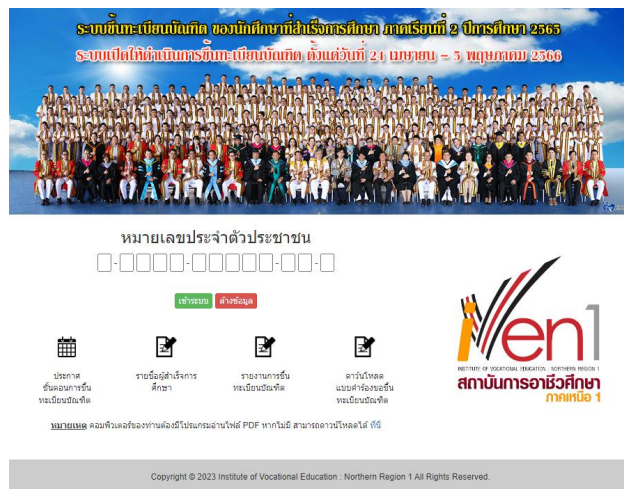 ระบบขึ้นทะเบียนบัณฑิต ของนักศึกษาที่สำเร็จการศึกษา ภาคเรียนที่ 2 ปีการศึกษา 2565
ระบบเปิดให้ดำเนินการขึ้นทะเบียนบัณฑิต ตั้งแต่วันที่ 24 เมษายน - 5 พฤษภาคม 2566
หมายเลขประจำตัวประชาชน
เข้าระบบ ล้างข้อมูล
ประกาศ
ขั้นตอนการขึ้น
ทะเบียนบัณฑิต
รายชื่อผู้สำเร็จการ
ศึกษา
รายงานการขึ้น
ทะเบียนบัณฑิต
ดาว์นโหลด
แบบคำร้องขอขึ้น
ทะเบียนบัณฑิต
หมายเหตุ คอมพิวเตอร์ของท่านต้องมีโปรแกรมอ่านไฟล์ PDF หากไม่มี สามารถดาวน์โหลดได้ ที่นี่
iVen1
INSTITUTE OF VOCATIONAL EDUCATION : NORTHERN REGION 1
สถาบันการอาชีวศึกษา
ภาคเหนือ 1
Copyright © 2023 Institute of Vocational Education : Northern Region 1 All Rights Reserved.